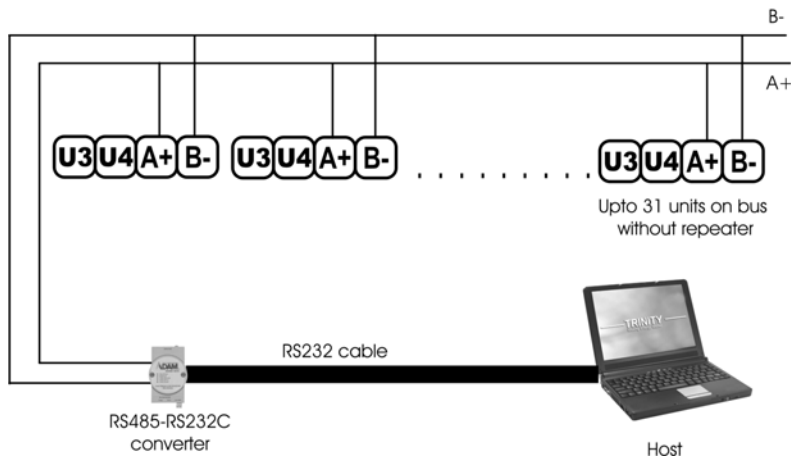 B-
A+
U3 U4 A+ B- U3 U4 A+ B- . . . . . . . . . . U3 U4 A+ B-
Upto 31 units on bus
without repeater
TRINITY
RS232 cable
ADAM
RS485-RS232C
converter
Host